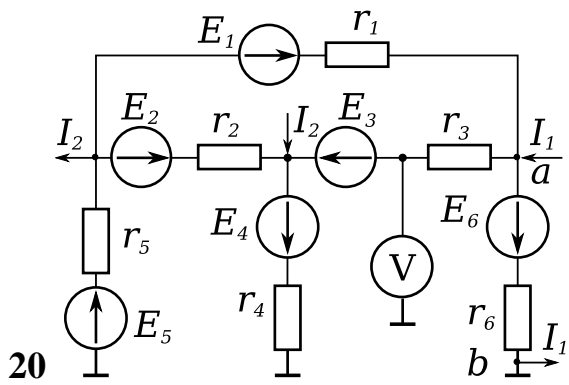 E₁ r₁
I₂ E₂ r₂ I₂ E₃ r₃ I₁
a
r₅ E₄ E₆
V
E₅ r₄ r₆ I₁
20 b